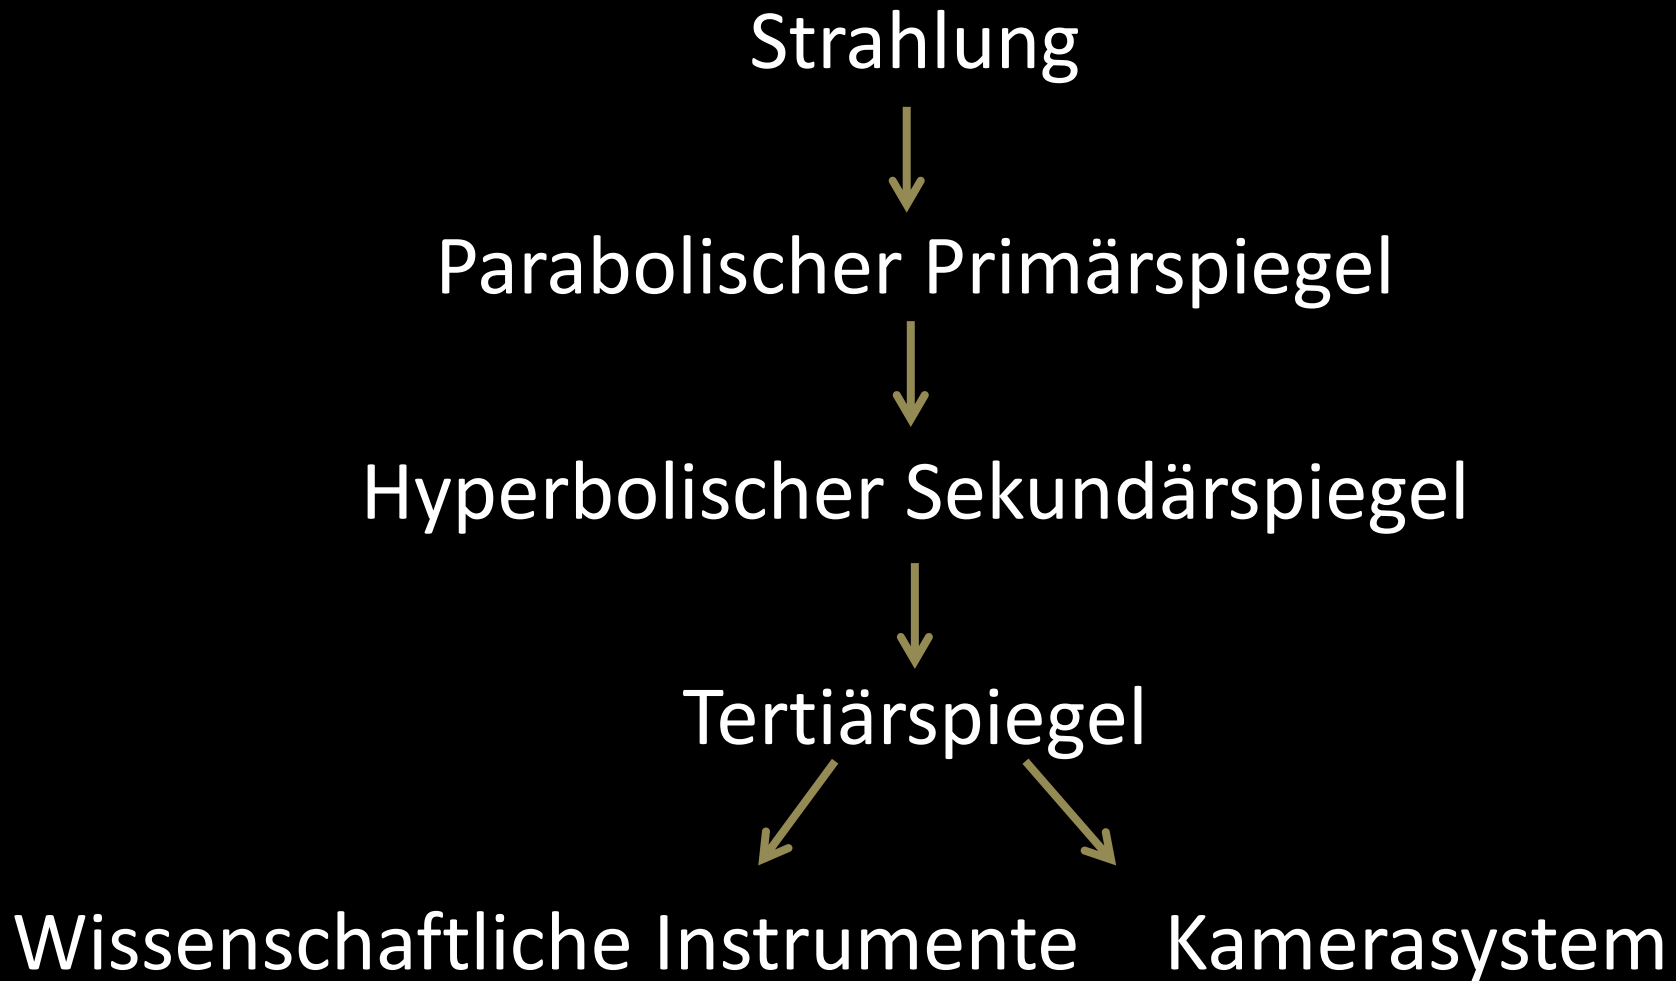 Strahlung
Parabolischer Primärspiegel
Hyperbolischer Sekundärspiegel
Tertiärspiegel
Wissenschaftliche Instrumente Kamerasystem